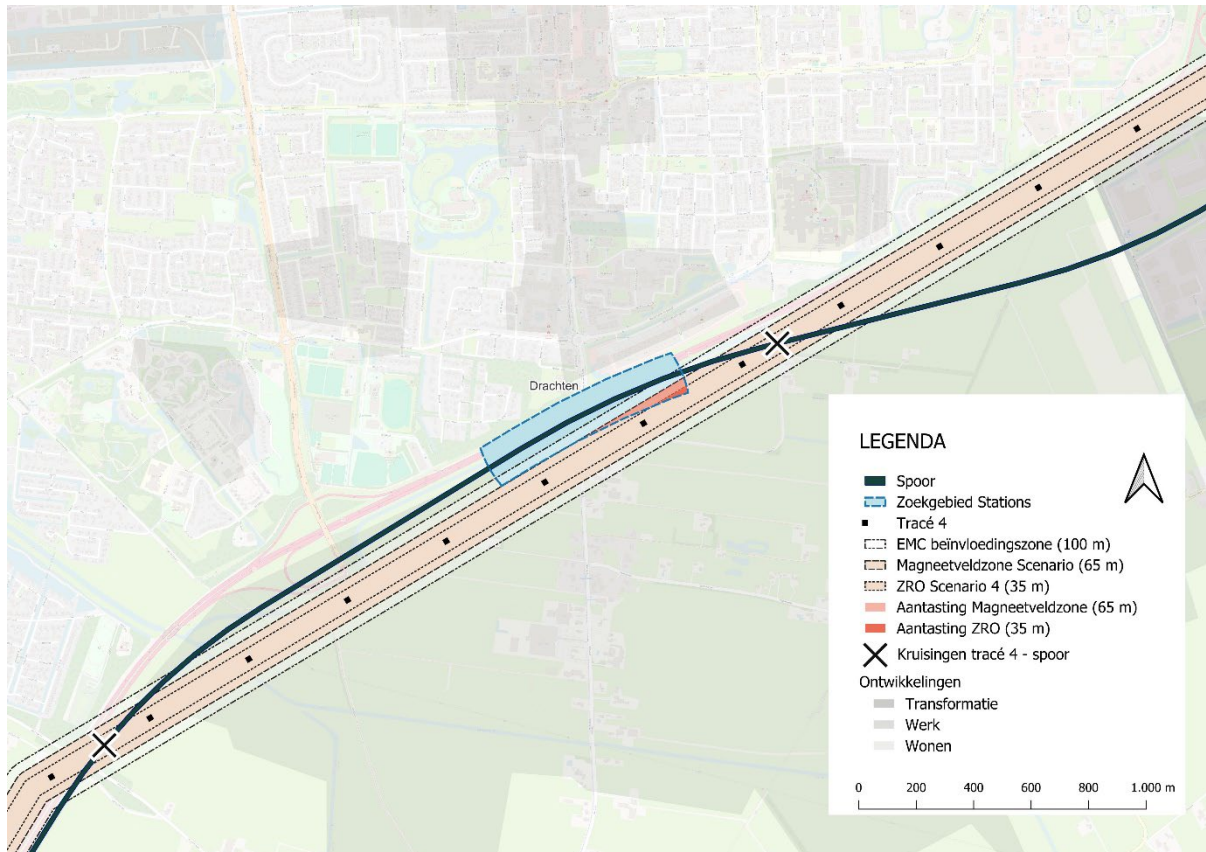 Drachten
LEGENDA
Spoor
Zoekgebied Stations
Tracé 4
EMC beïnvloedingszone (100 m)
Magneetveldzone Scenario (65 m)
ZRO Scenario 4 (35 m)
Aantasting Magneetveldzone (65 m)
Aantasting ZRO (35 m)
Kruisingen tracé 4 - spoor
Ontwikkelingen
Transformatie
Werk
Wonen
0 200 400 600 800 1.000 m